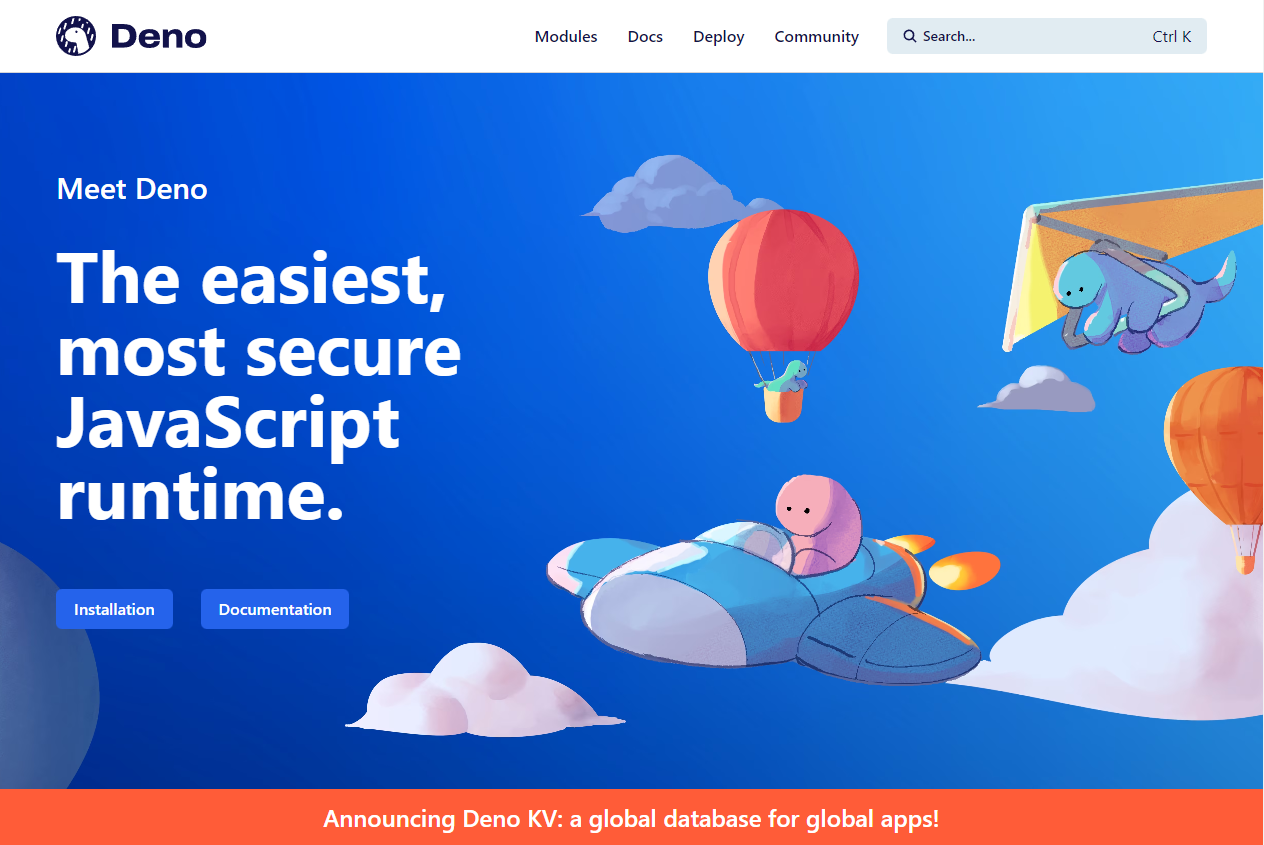 Deno
Modules Docs Deploy Community Search... Ctrl K
Meet Deno
The easiest,
most secure
JavaScript
runtime.
Installation Documentation
Announcing Deno KV: a global database for global apps!